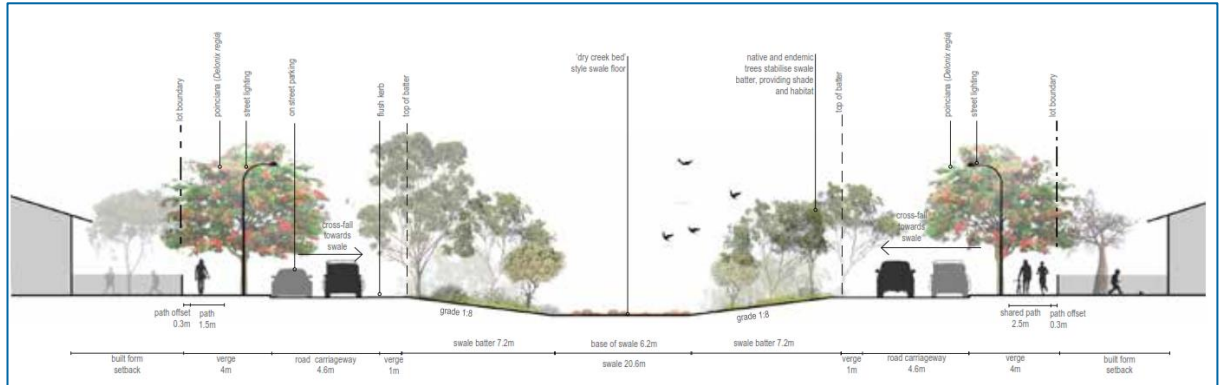 lot boundary
poinciana (Delonix regia)
street lighting
on street parking
flush kerb
top of batter
'dry creek bed'
style swale floor
native and endemic
trees stabilise swale
batter, providing shade
and habitat
top of batter
poinciana (Delonix regia)
street lighting
lot boundary
cross-fall
towards
swale
cross-fall
towards
swale
path offset
0.3m
path
1.5m
grade 1:8
grade 1:8
shared path
2.5m
path offset
0.3m
built form
setback
verge
4m
road carriageway
4.6m
verge
1m
swale batter 7.2m
base of swale 6.2m
swale batter 7.2m
swale 20.6m
verge
1m
road carriageway
4.6m
verge
4m
built form
setback